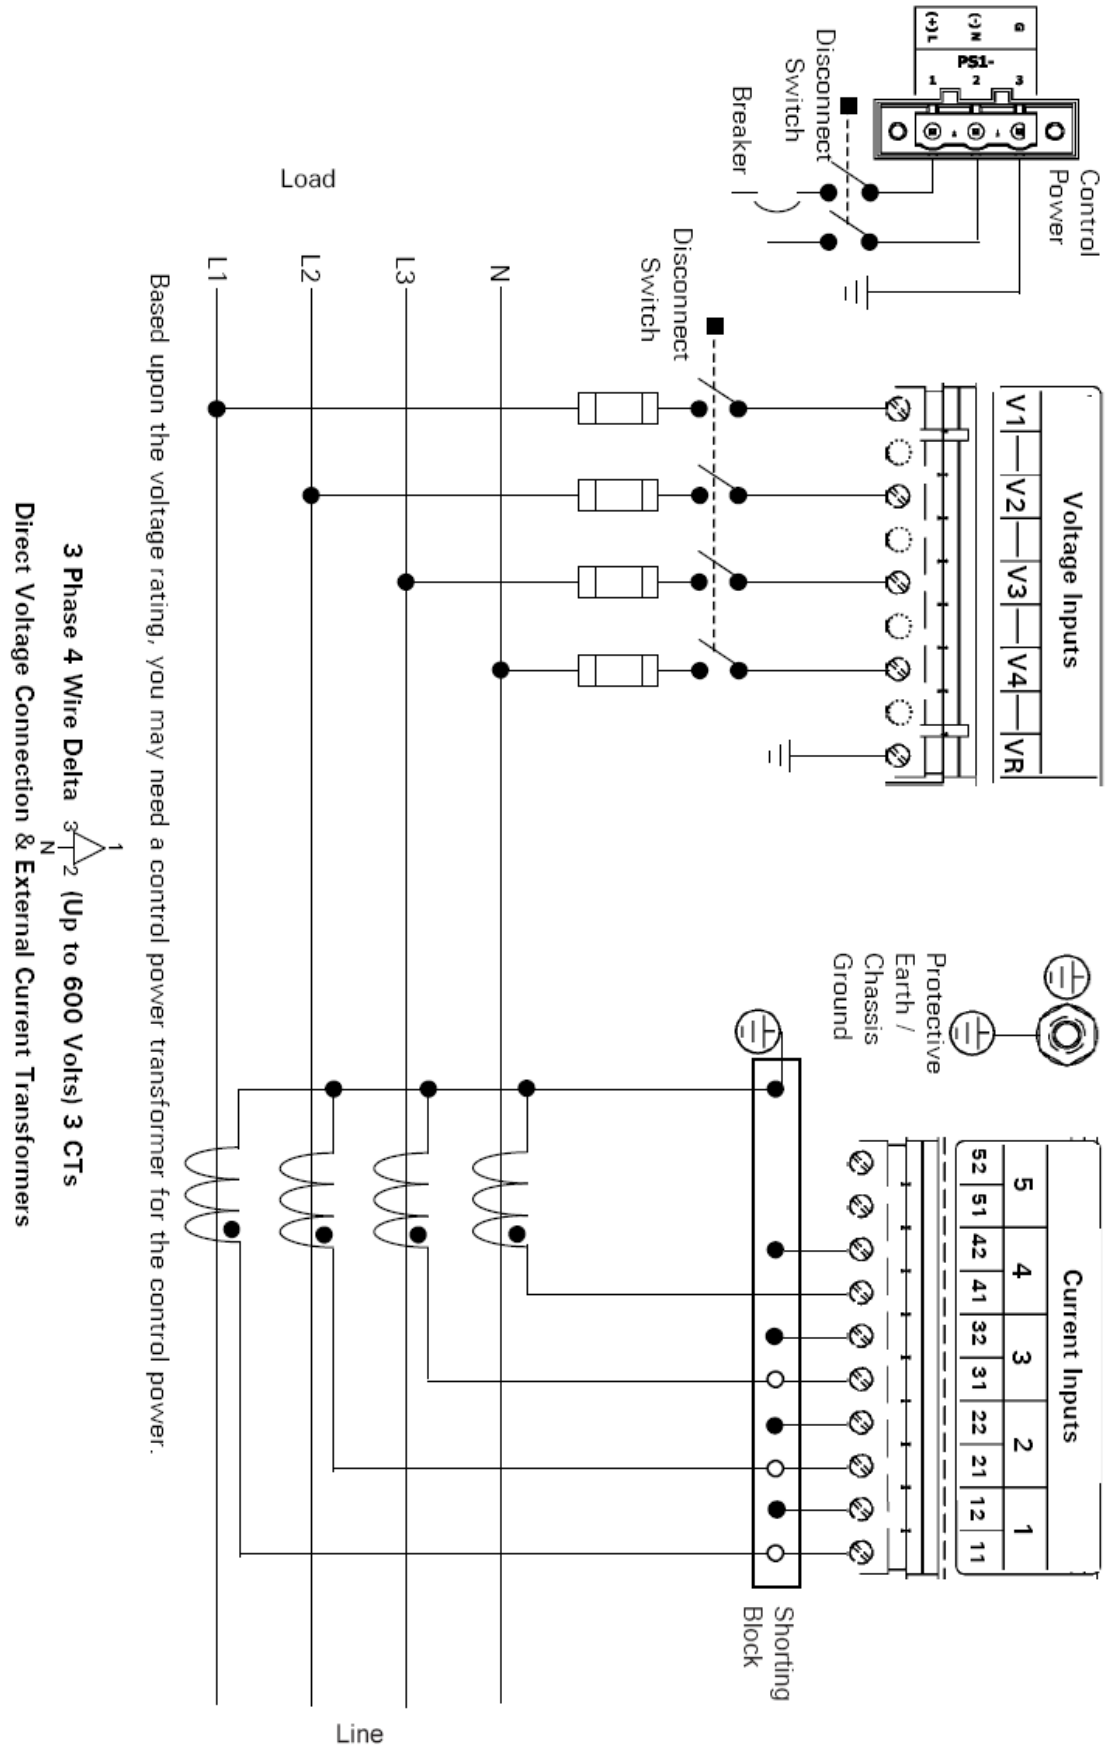 (+) L
(-) N
G
PS1-
1 2 3
Control
Power
Disconnect
Switch
Breaker
Load
Disconnect
Switch
L1
L2
L3
N
Voltage Inputs
V1 V2 V3 V4 VR
Protective
Earth /
Chassis
Ground
Current Inputs
5 4 3 2 1
52 51 42 41 32 31 22 21 12 11
Shorting
Block
Line
Based upon the voltage rating, you may need a control power transformer for the control power.
1
3 Phase 4 Wire Delta 3 2 (Up to 600 Volts) 3 CTs
N
Direct Voltage Connection & External Current Transformers